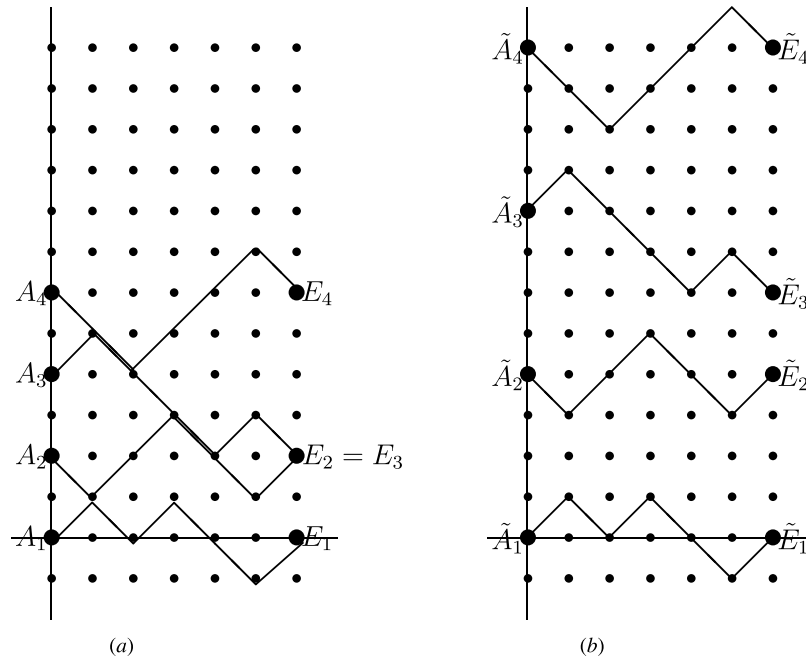 A₄ E₄
A₃
A₂ E₂ = E₃
A₁ E₁
(a)
Ã₄ Ẽ₄
Ã₃
Ẽ₃
Ã₂ Ẽ₂
Ã₁ Ẽ₁
(b)